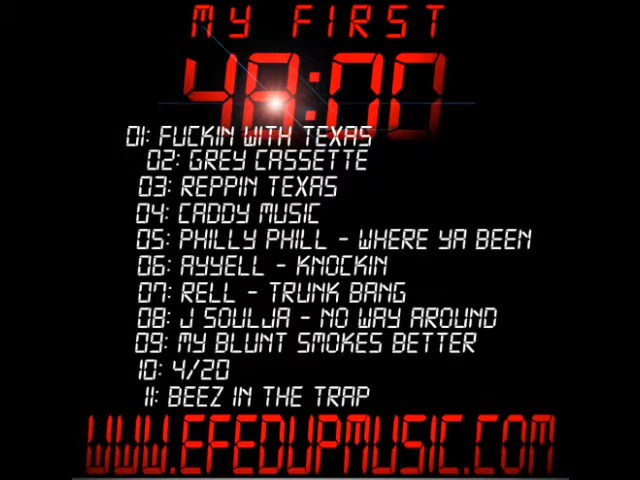 MY FIRST
48:00
01: FUCKIN WITH TEXAS
02: GREY CASSETTE
03: REPPIN TEXAS
04: CADDY MUSIC
05: PHILLY PHILL - WHERE YA BEEN
06: AYYELL - KNOCKIN
07: RELL - TRUNK BANG
08: J SOULJA - NO WAY AROUND
09: MY BLUNT SMOKES BETTER
10: 4/20
11: BEEZ IN THE TRAP
WWW.EFEDUPMUSIC.COM